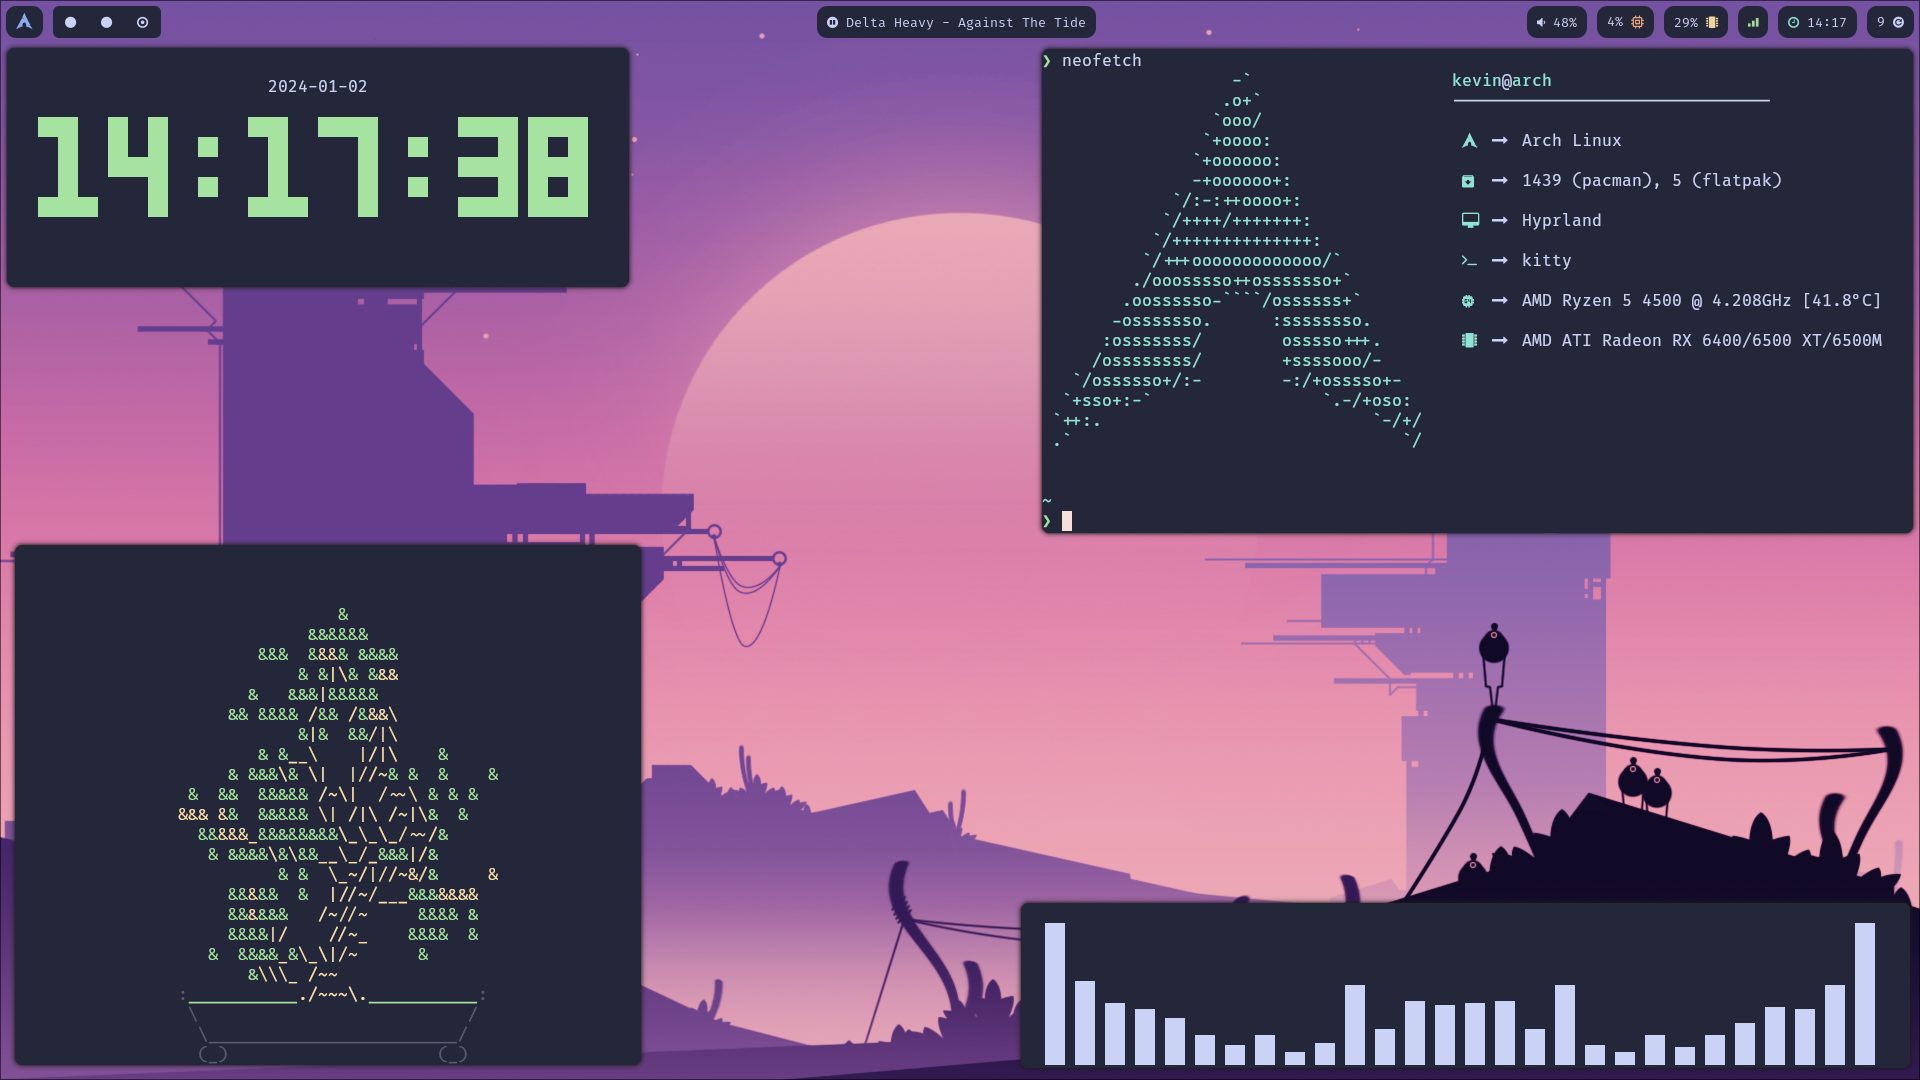 Delta Heavy - Against The Tide
48%
4%
29%
14:17
9
2024-01-02
14:17:38
❯ neofetch
kevin@arch
Arch Linux
1439 (pacman), 5 (flatpak)
Hyprland
kitty
AMD Ryzen 5 4500 @ 4.208GHz [41.8°C]
AMD ATI Radeon RX 6400/6500 XT/6500M
~
❯